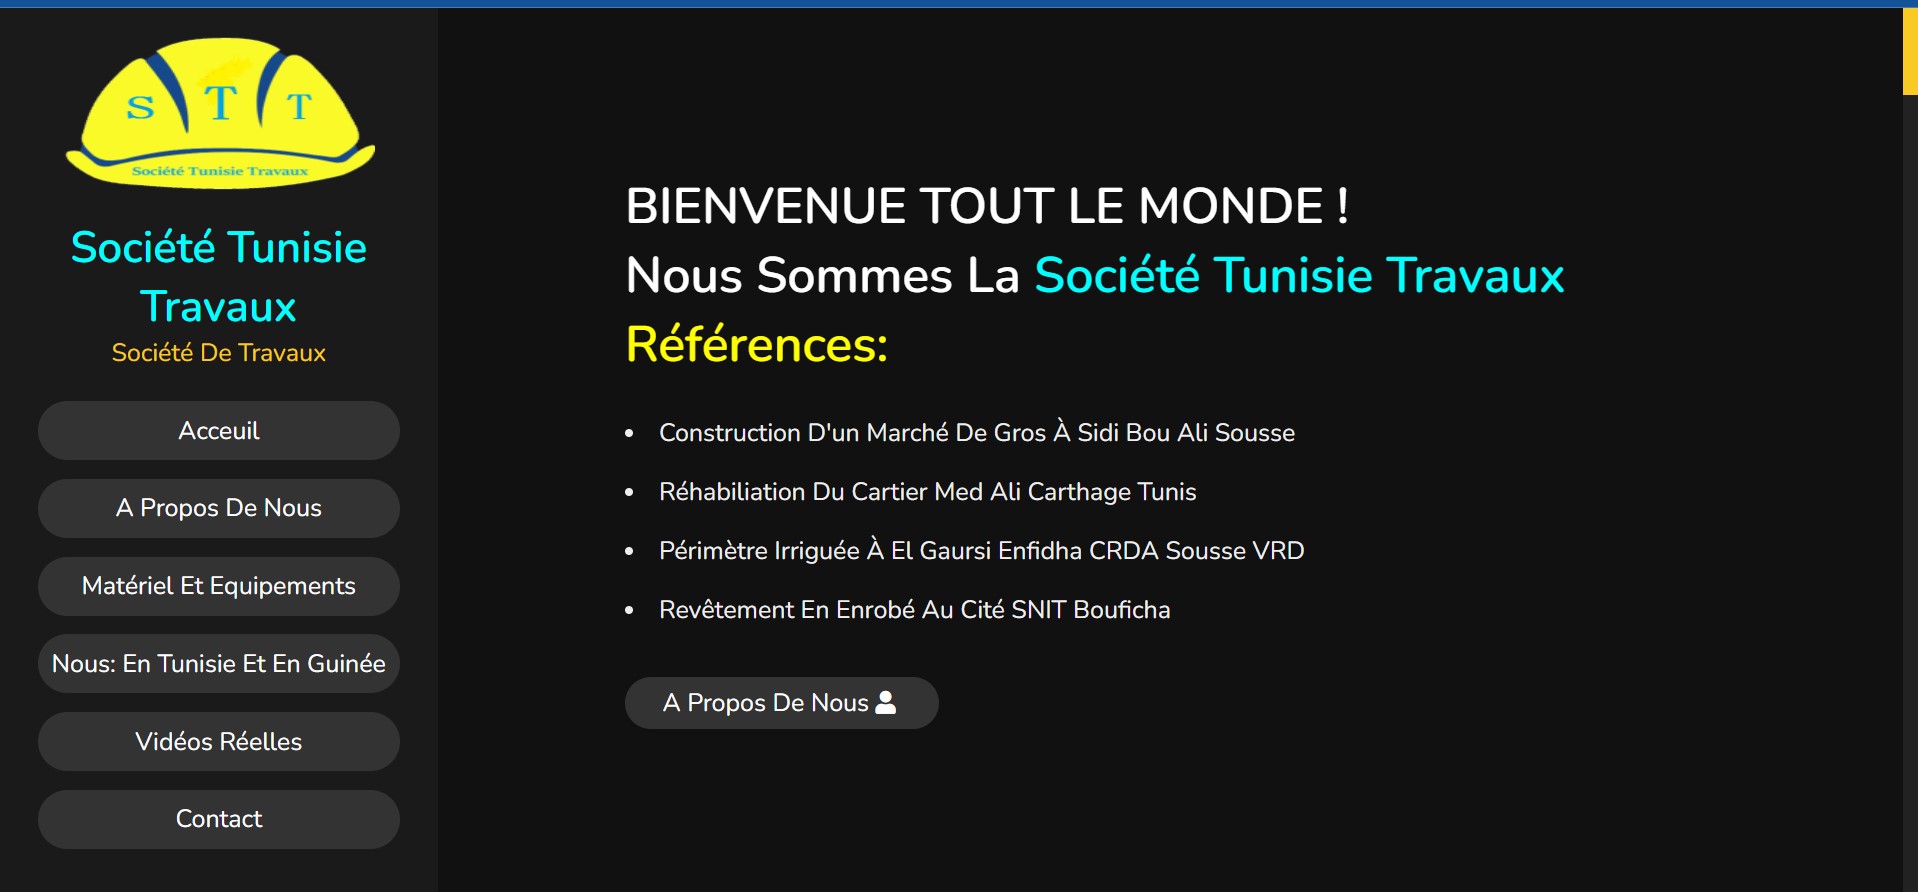 S T T
Société Tunisie Travaux
Société Tunisie
Travaux
Société De Travaux
Acceuil
A Propos De Nous
Matériel Et Equipements
Nous: En Tunisie Et En Guinée
Vidéos Réelles
Contact
BIENVENUE TOUT LE MONDE !
Nous Sommes La Société Tunisie Travaux
Références:
Construction D'un Marché De Gros À Sidi Bou Ali Sousse
Réhabiliation Du Cartier Med Ali Carthage Tunis
Périmètre Irriguée À El Gaursi Enfidha CRDA Sousse VRD
Revêtement En Enrobé Au Cité SNIT Bouficha
A Propos De Nous